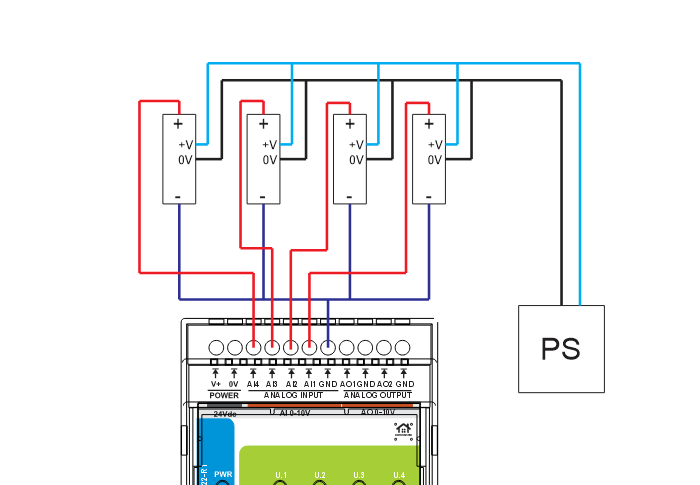 + + + +
+V +V +V +V
0V 0V 0V 0V
- - - -
PS
V+ 0V AI4 AI3 AI2 AI1 GND AO1 GND AO2 GND
POWER ANALOG INPUT ANALOG OUTPUT
24Vdc AI 0-10V AO 0-10V
PWR U.1 U.2 U.3 U.4